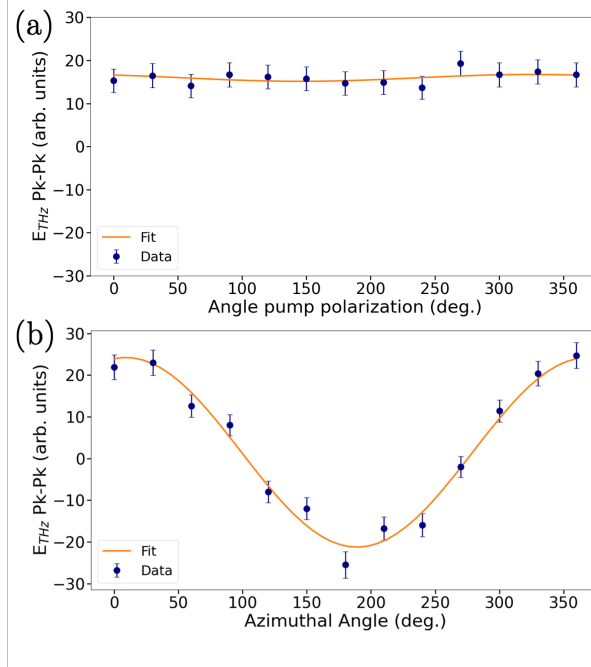 (a)
30
20
10
0
−10
−20
−30
E_THz Pk-Pk (arb. units)
Fit
Data
0 50 100 150 200 250 300 350
Angle pump polarization (deg.)
(b)
30
20
10
0
−10
−20
−30
E_THz Pk-Pk (arb. units)
Fit
Data
0 50 100 150 200 250 300 350
Azimuthal Angle (deg.)